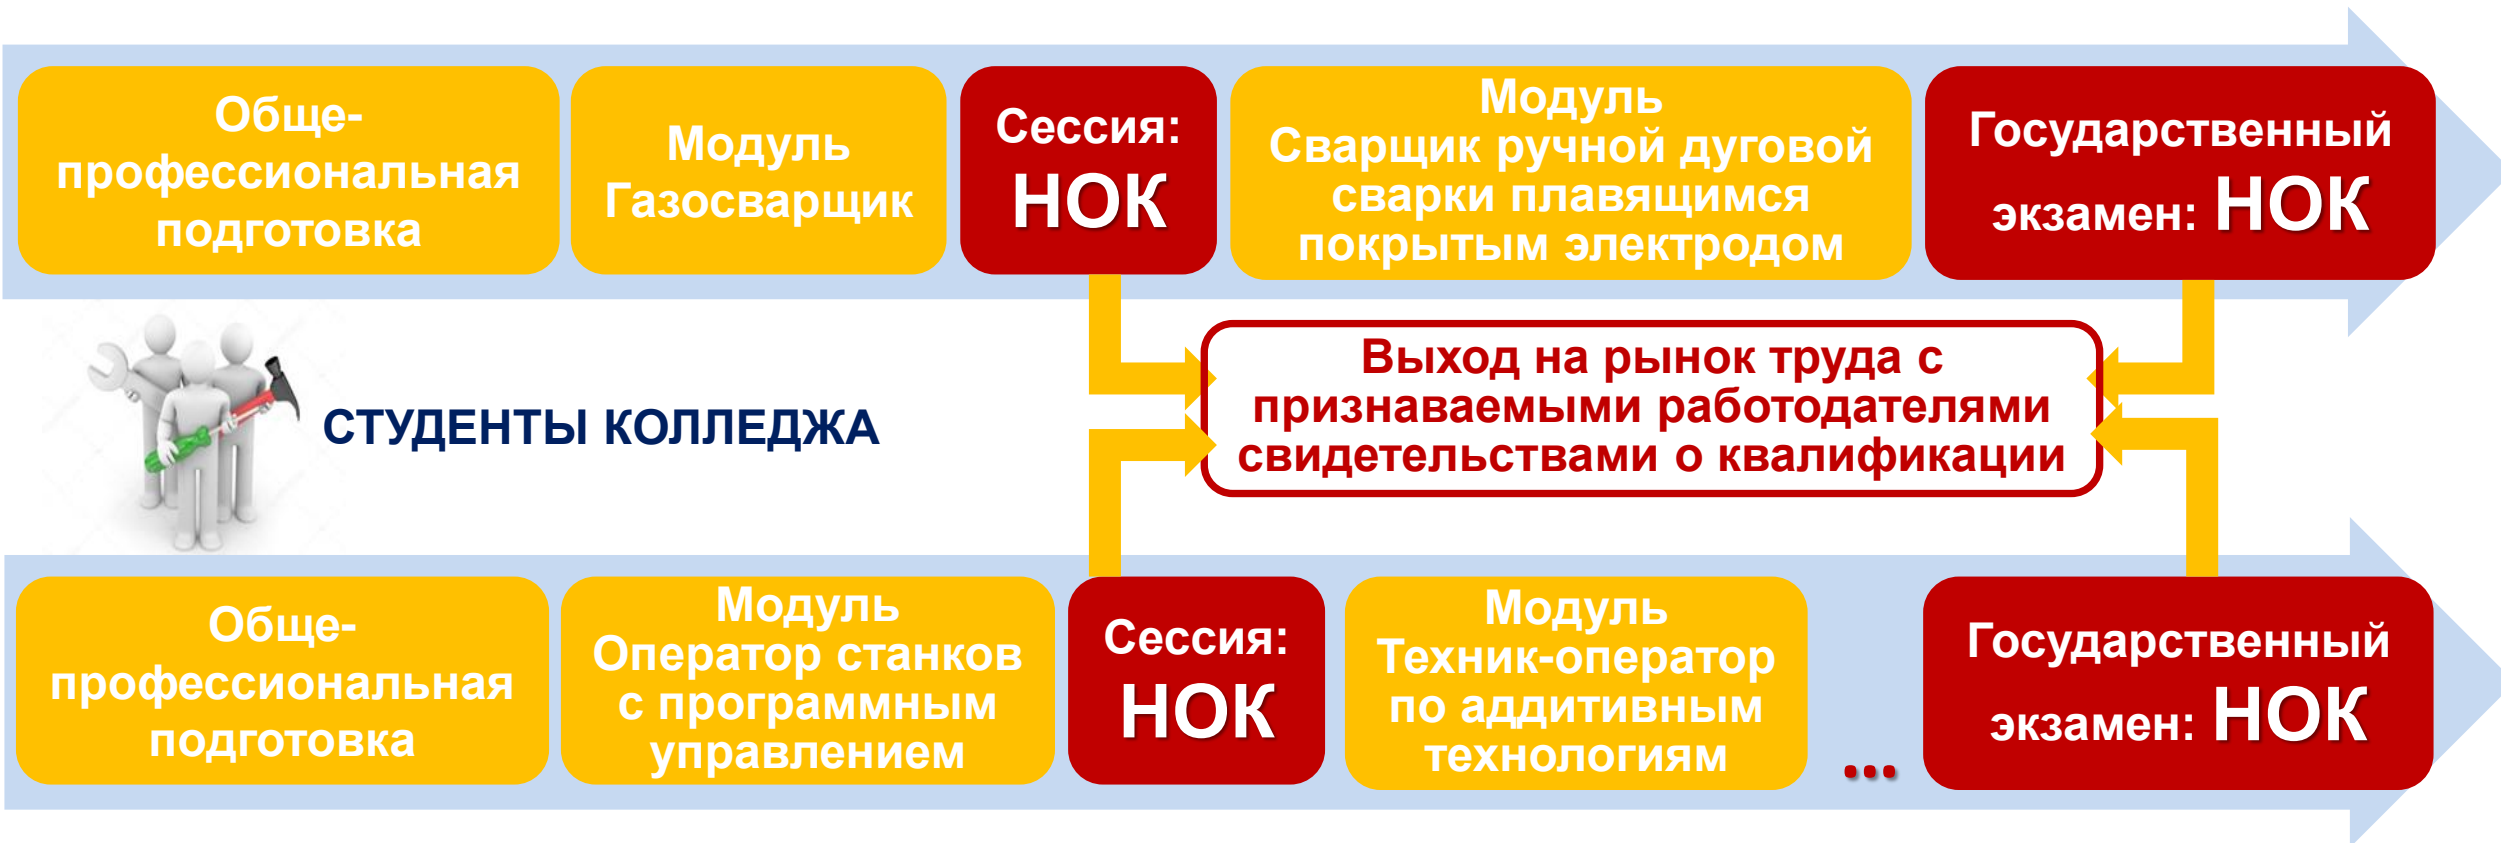 Обще-
профессиональная
подготовка
Модуль
Газосварщик
Сессия:
НОК
Модуль
Сварщик ручной дуговой
сварки плавящимся
покрытым электродом
Государственный
экзамен: НОК
СТУДЕНТЫ КОЛЛЕДЖА
Выход на рынок труда с
признаваемыми работодателями
свидетельствами о квалификации
Обще-
профессиональная
подготовка
Модуль
Оператор станков
с программным
управлением
Сессия:
НОК
Модуль
Техник-оператор
по аддитивным
технологиям
...
Государственный
экзамен: НОК